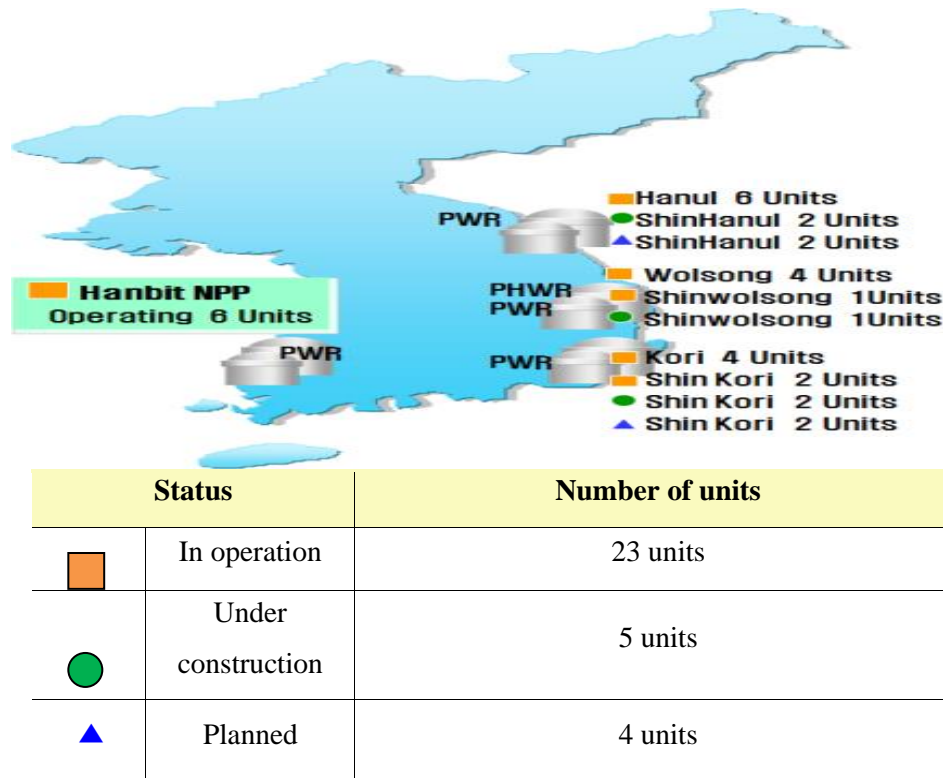 Hanul 6 Units
PWR
ShinHanul 2 Units
ShinHanul 2 Units
Wolsong 4 Units
Hanbit NPP
PHWR
Shinwolsong 1Units
Operating 6 Units
PWR
Shinwolsong 1Units
PWR
PWR
Kori 4 Units
Shin Kori 2 Units
Shin Kori 2 Units
Shin Kori 2 Units
Status Number of units
In operation 23 units
Under
construction
5 units
Planned 4 units